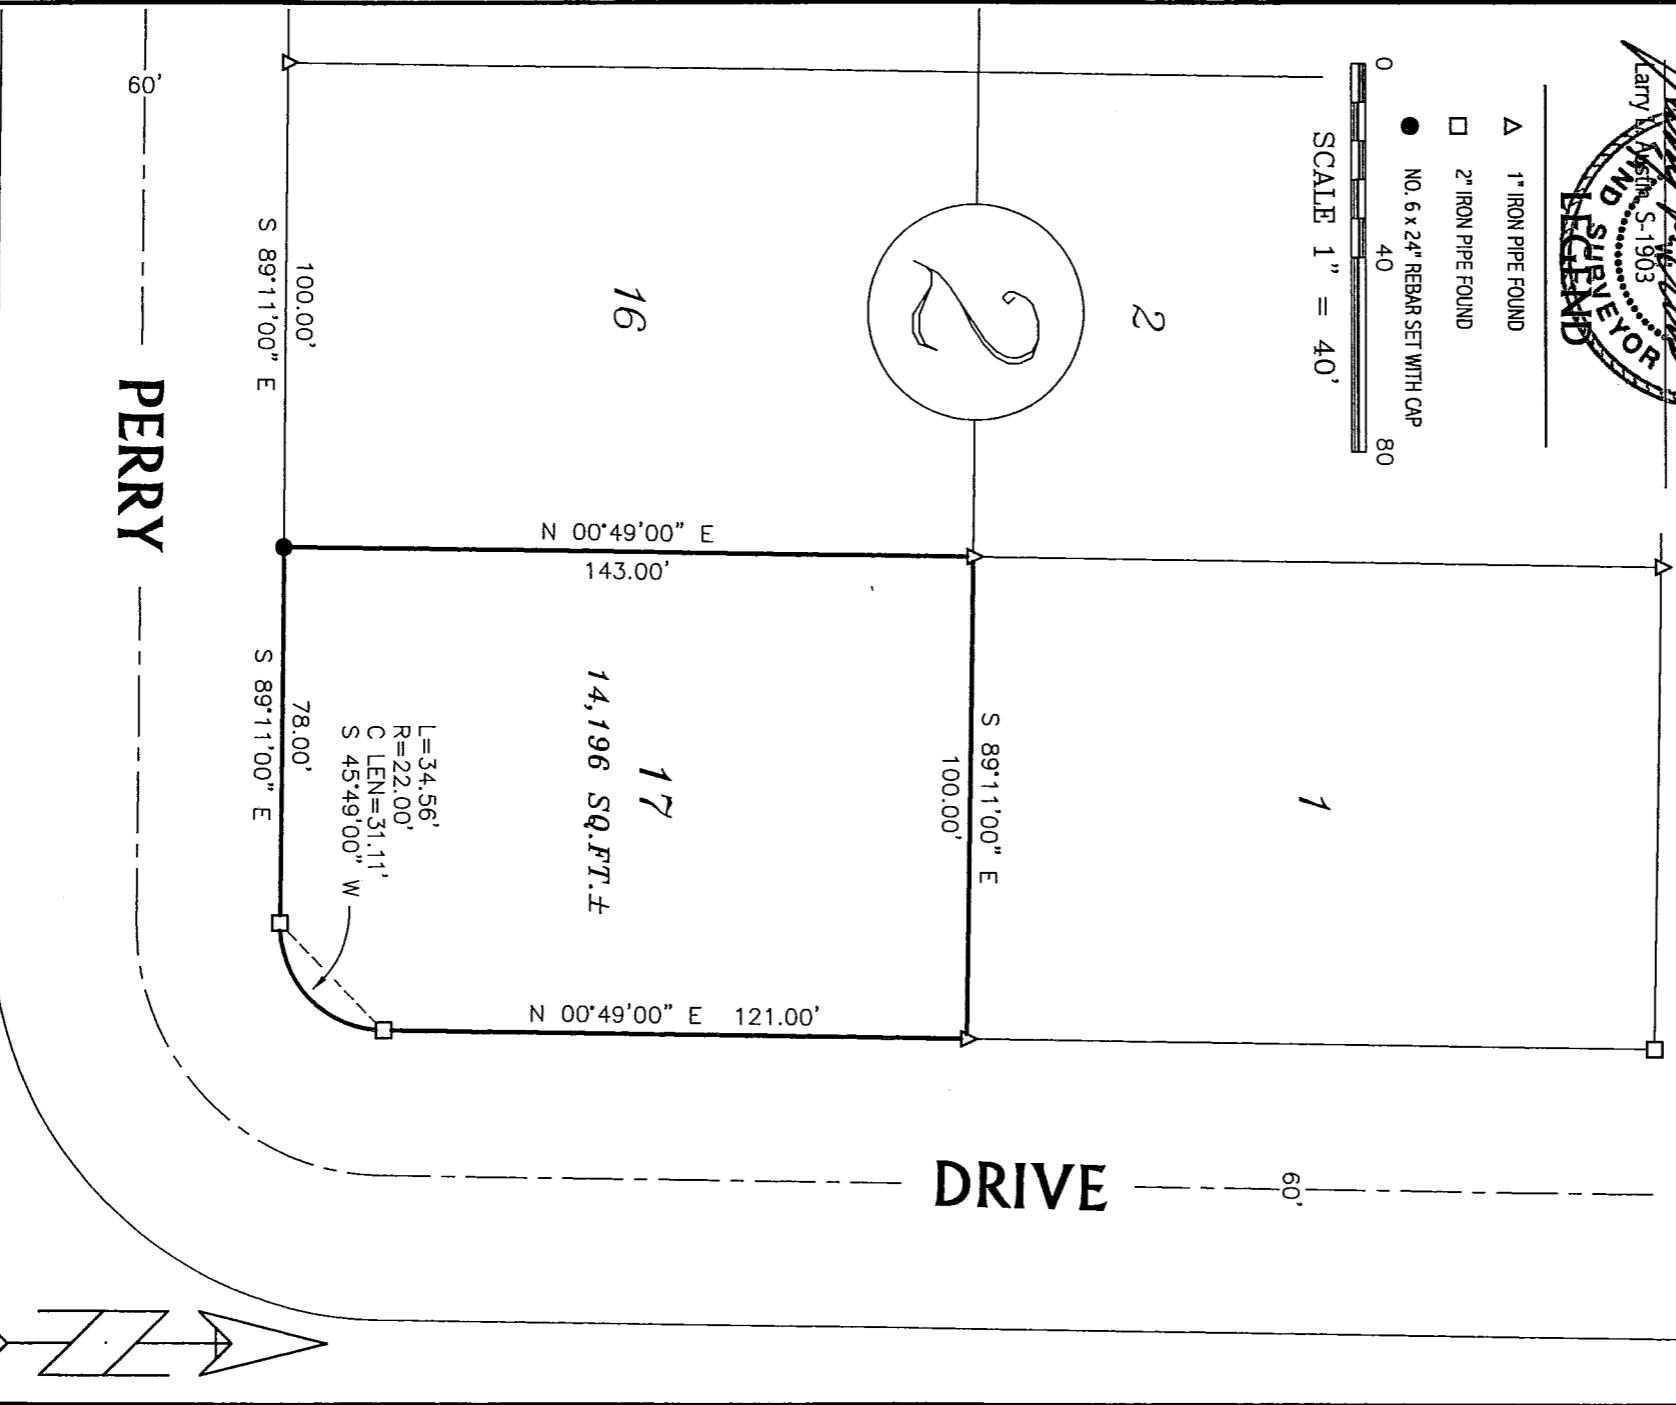 Larry L. Austin, S-1903
LAND SURVEYOR
LEGEND
△ 1" IRON PIPE FOUND
□ 2" IRON PIPE FOUND
● NO. 6 x 24" REBAR SET WITH CAP
0 40 80
SCALE 1" = 40'
2
1
2
S 89°11'00" E
100.00'
16
N 00°49'00" E
143.00'
17
14,196 SQ.FT.±
N 00°49'00" E 121.00'
L=34.56'
R=22.00'
C LEN=31.11'
S 45°49'00" W
100.00'
S 89°11'00" E
78.00'
S 89°11'00" E
60'
PERRY
DRIVE
60'
N